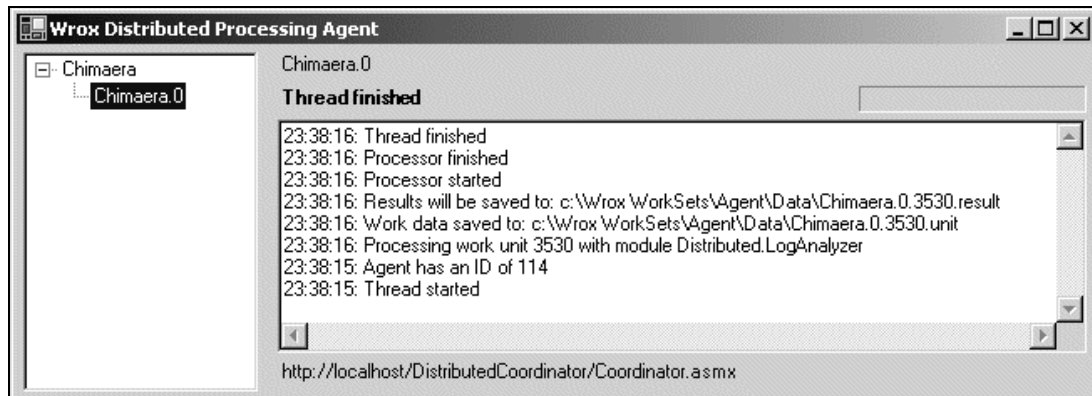 Wrox Distributed Processing Agent
Chimaera
Chimaera.0
Chimaera.0
Thread finished
23:38:16: Thread finished
23:38:16: Processor finished
23:38:16: Processor started
23:38:16: Results will be saved to: c:\Wrox WorkSets\Agent\Data\Chimaera.0.3530.result
23:38:16: Work data saved to: c:\Wrox WorkSets\Agent\Data\Chimaera.0.3530.unit
23:38:16: Processing work unit 3530 with module Distributed.LogAnalyzer
23:38:15: Agent has an ID of 114
23:38:15: Thread started
http://localhost/DistributedCoordinator/Coordinator.asmx